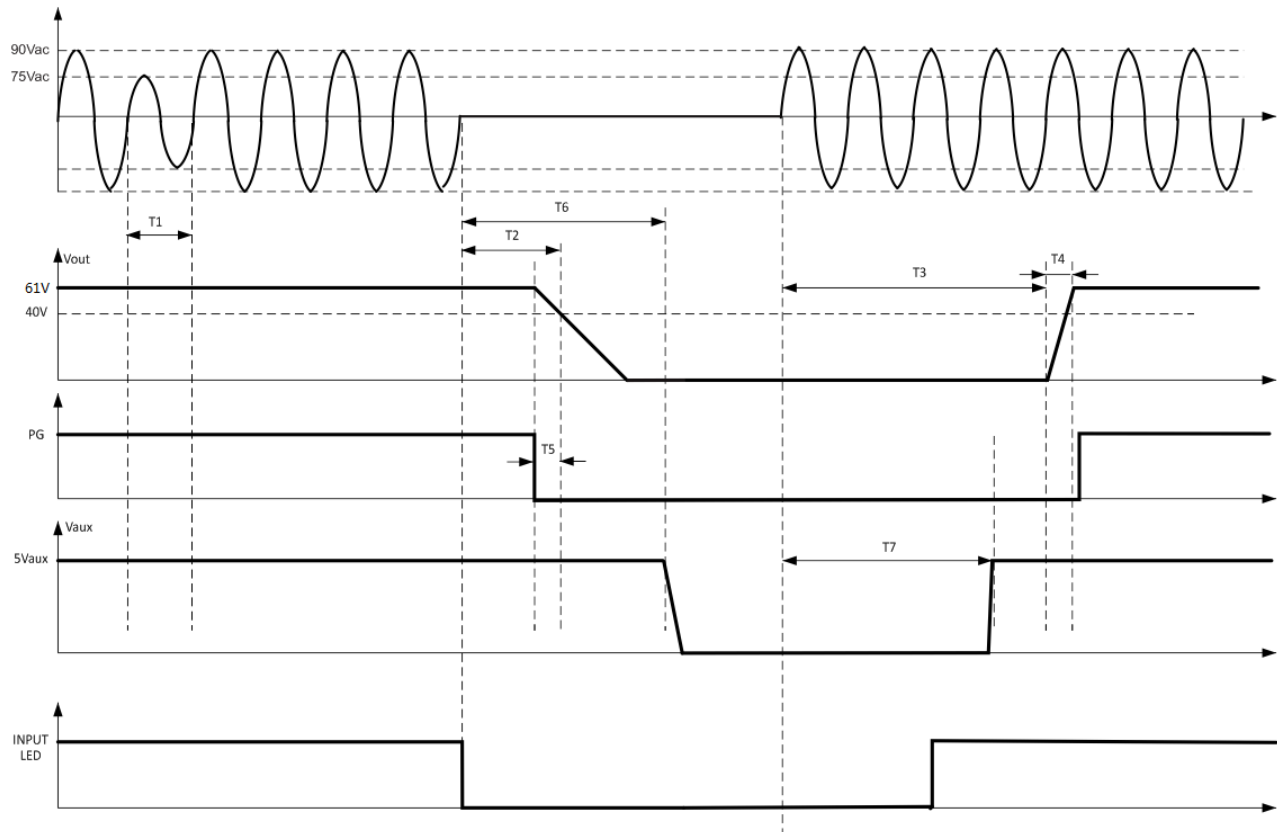 90Vac
75Vac
T1
T6
T2
Vout
T3
T4
61V
40V
PG
T5
Vaux
5Vaux
T7
INPUT
LED